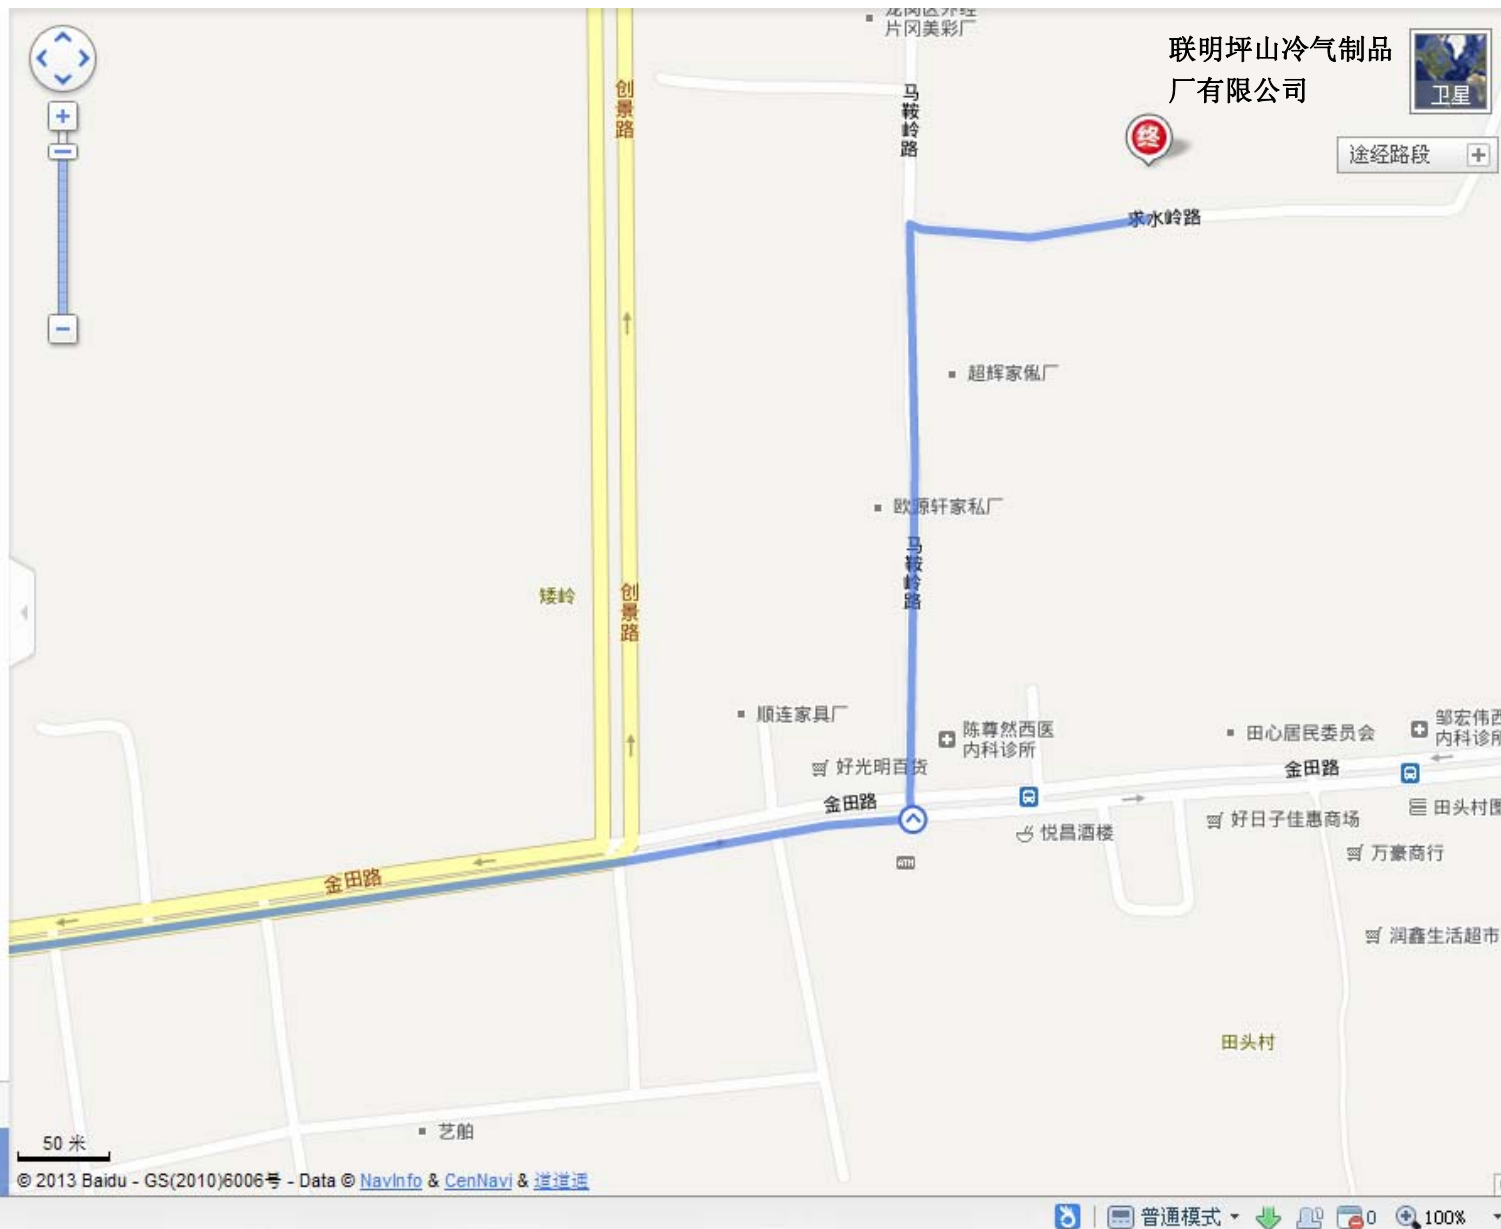 片冈美彩厂
联明坪山冷气制品
厂有限公司
卫星
创景路
马鞍岭路
终
途经路段
求水岭路
超辉家俬厂
欧源轩家私厂
马鞍岭路
矮岭
创景路
顺连家具厂
陈尊然西医
内科诊所
田心居民委员会
邹宏伟西
内科诊所
好光明百货
金田路
金田路
悦昌酒楼
好日子佳惠商场
田头村
万豪商行
ATM
金田路
润鑫生活超市
田头村
艺舶
50 米
© 2013 Baidu - GS(2010)6006号 - Data © NavInfo & CenNavi & 道道通
普通模式
0
100%